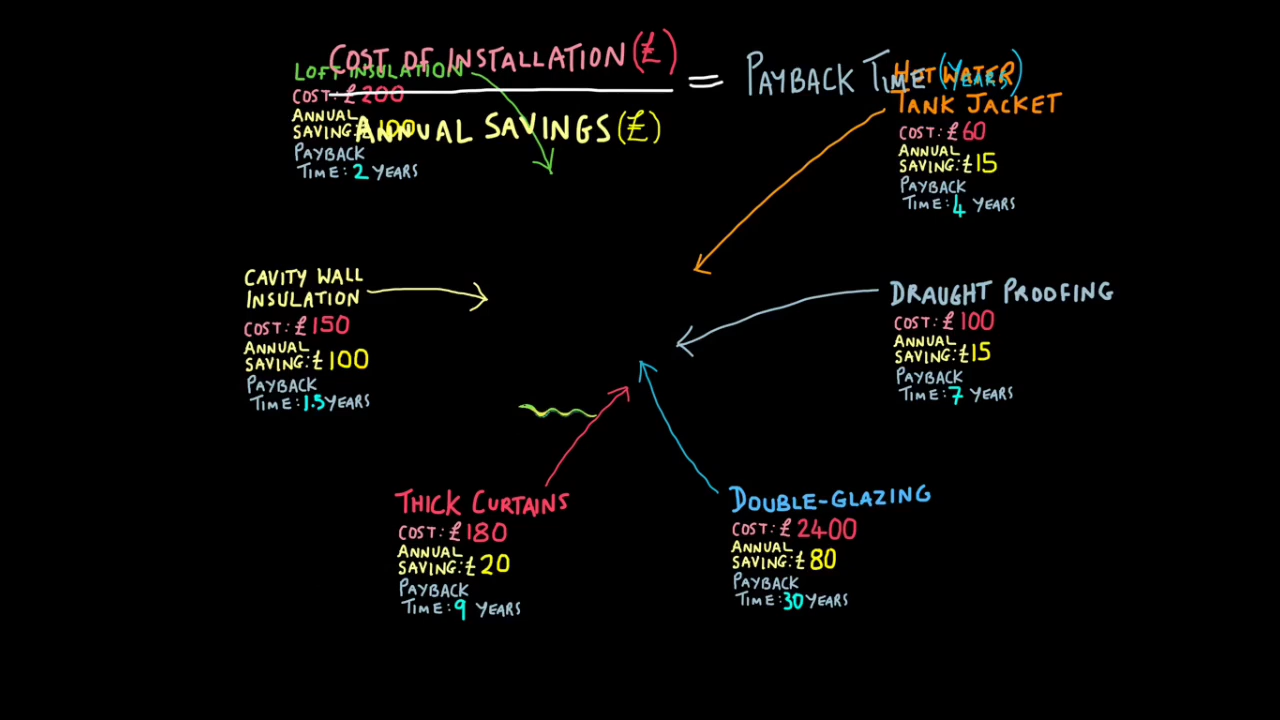 COST OF INSTALLATION (£)
ANNUAL SAVINGS (£)
= PAYBACK TIME (YEARS)
LOFT INSULATION
COST: £200
ANNUAL
SAVING: £100
PAYBACK
TIME: 2 YEARS
HOT WATER
TANK JACKET
COST: £60
ANNUAL
SAVING: £15
PAYBACK
TIME: 4 YEARS
CAVITY WALL
INSULATION
COST: £150
ANNUAL
SAVING: £100
PAYBACK
TIME: 1.5 YEARS
DRAUGHT PROOFING
COST: £100
ANNUAL
SAVING: £15
PAYBACK
TIME: 7 YEARS
THICK CURTAINS
COST: £180
ANNUAL
SAVING: £20
PAYBACK
TIME: 9 YEARS
DOUBLE-GLAZING
COST: £2400
ANNUAL
SAVING: £80
PAYBACK
TIME: 30 YEARS